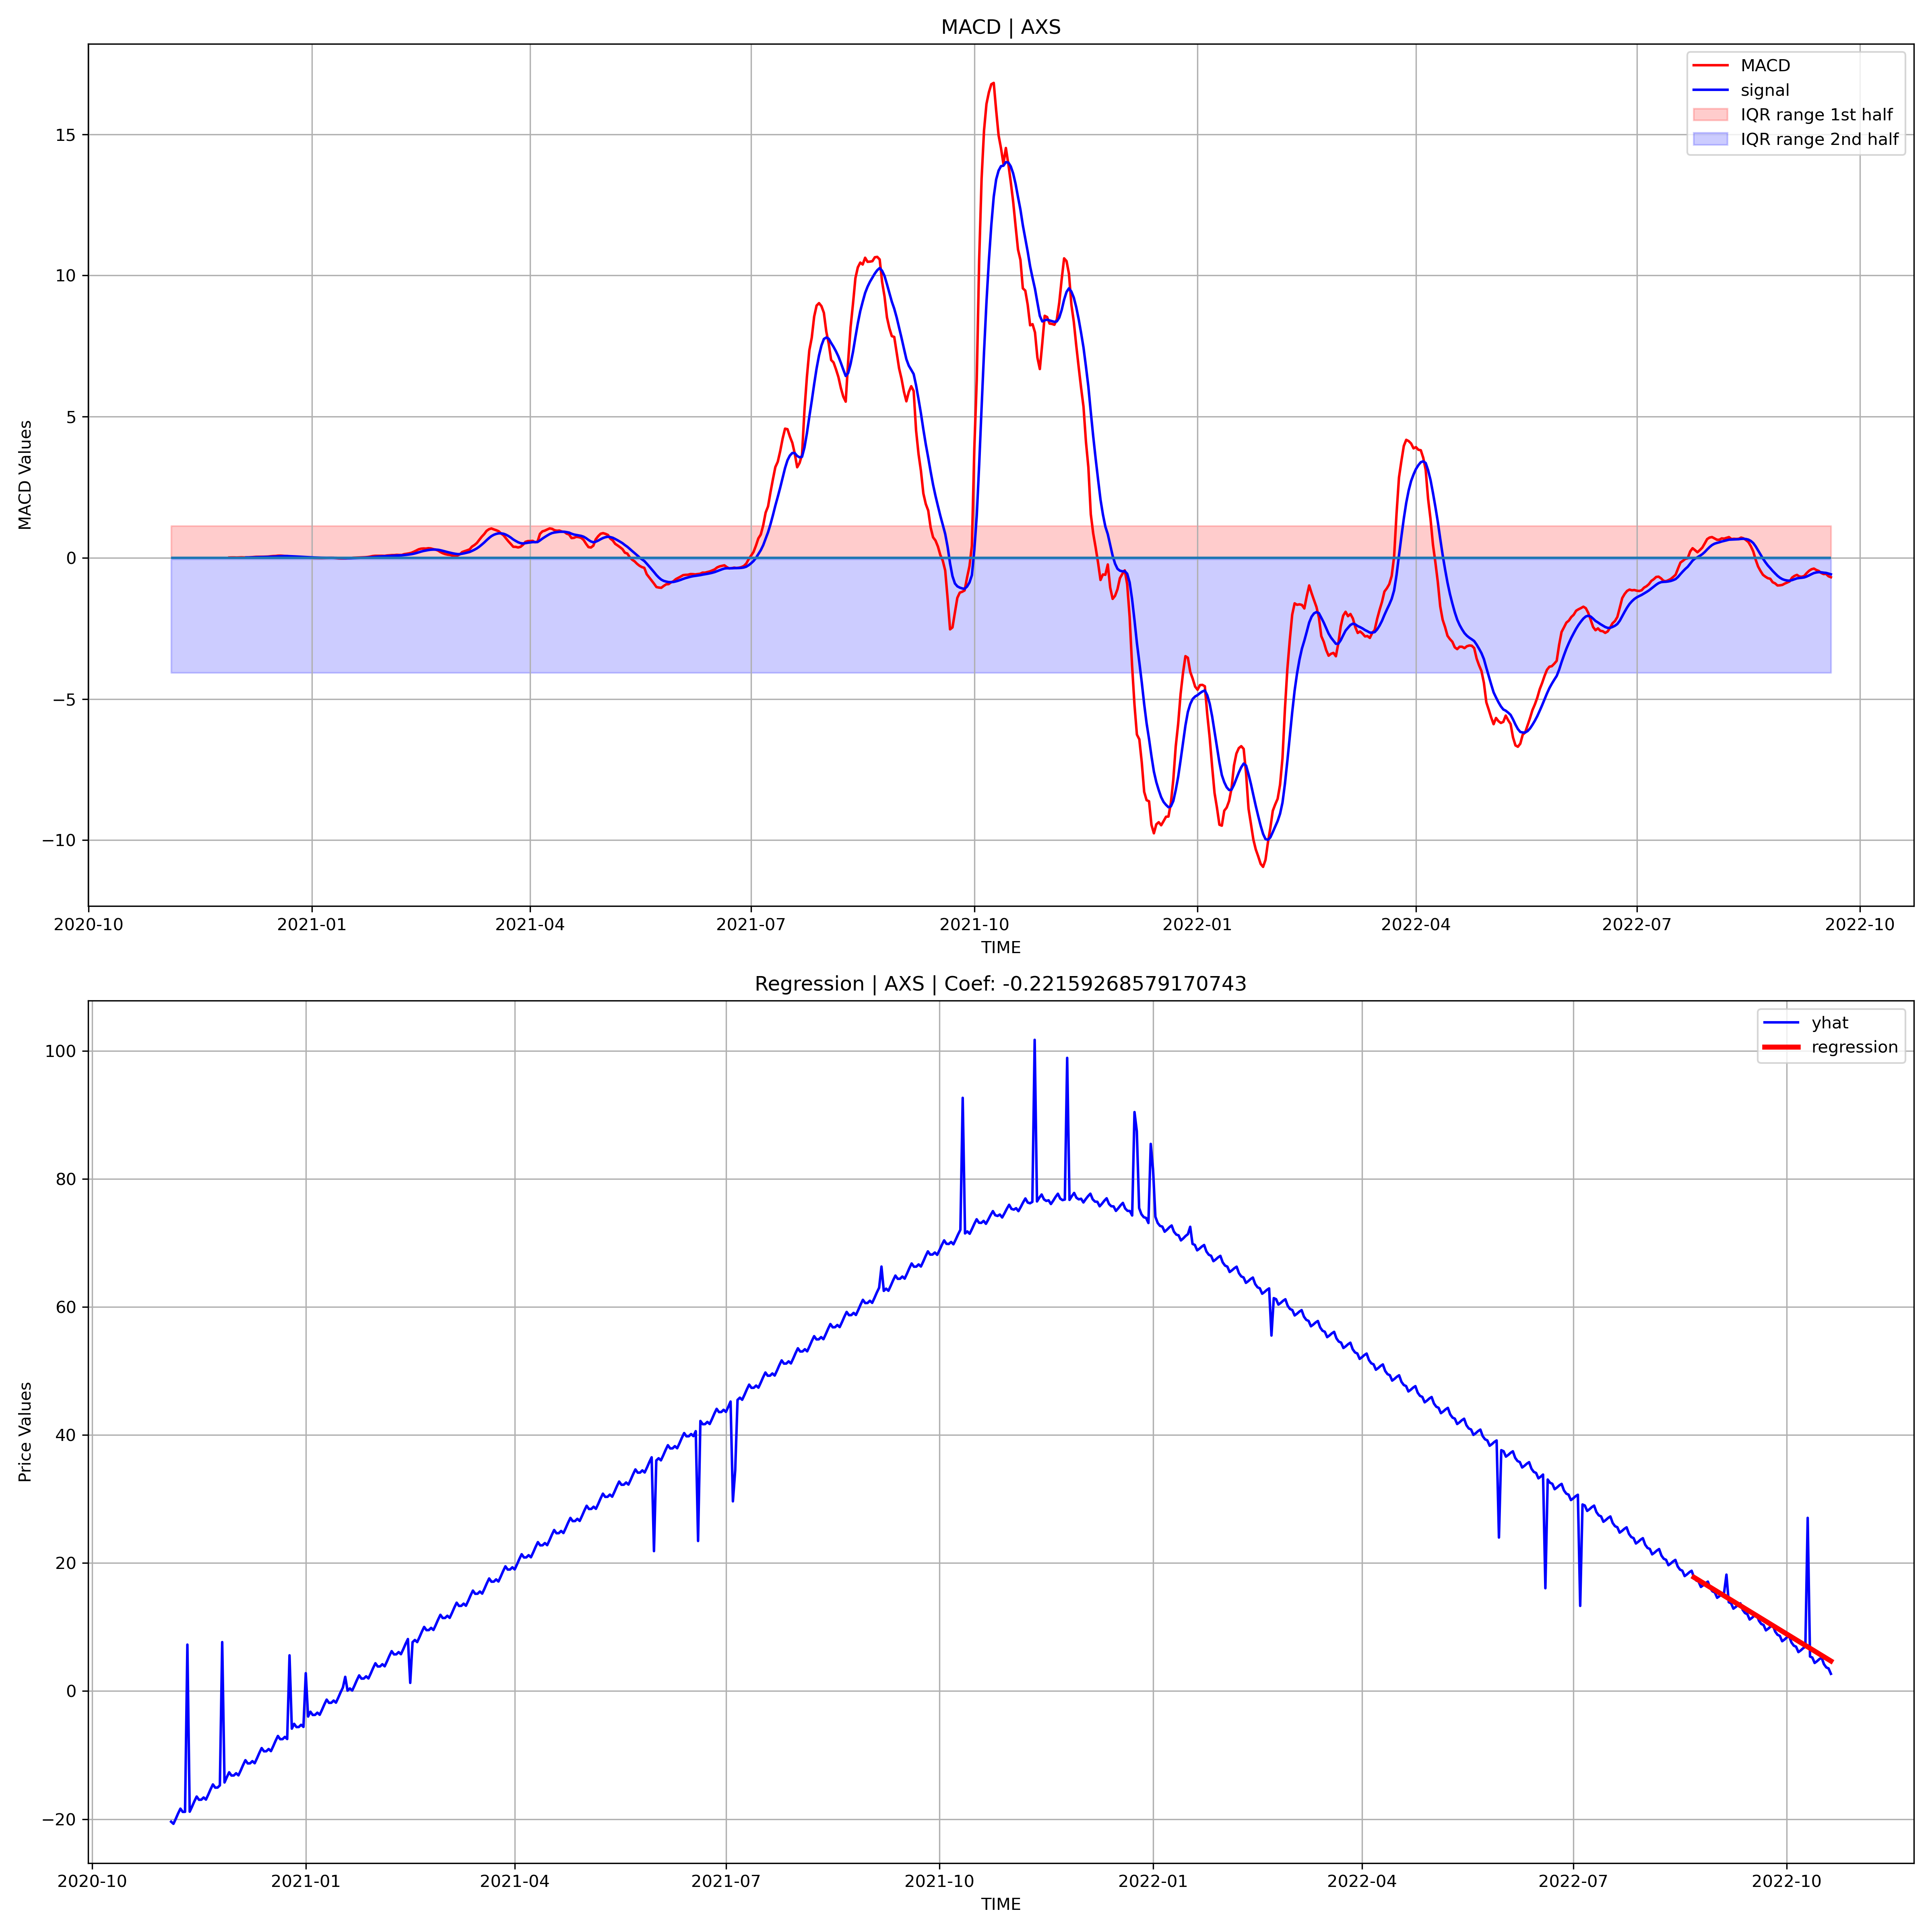 MACD | AXS
MACD
signal
IQR range 1st half
IQR range 2nd half
MACD Values
15
10
5
0
−5
−10
2020-10 2021-01 2021-04 2021-07 2021-10 2022-01 2022-04 2022-07 2022-10
TIME
Regression | AXS | Coef: -0.22159268579170743
yhat
regression
Price Values
100
80
60
40
20
0
−20
2020-10 2021-01 2021-04 2021-07 2021-10 2022-01 2022-04 2022-07 2022-10
TIME